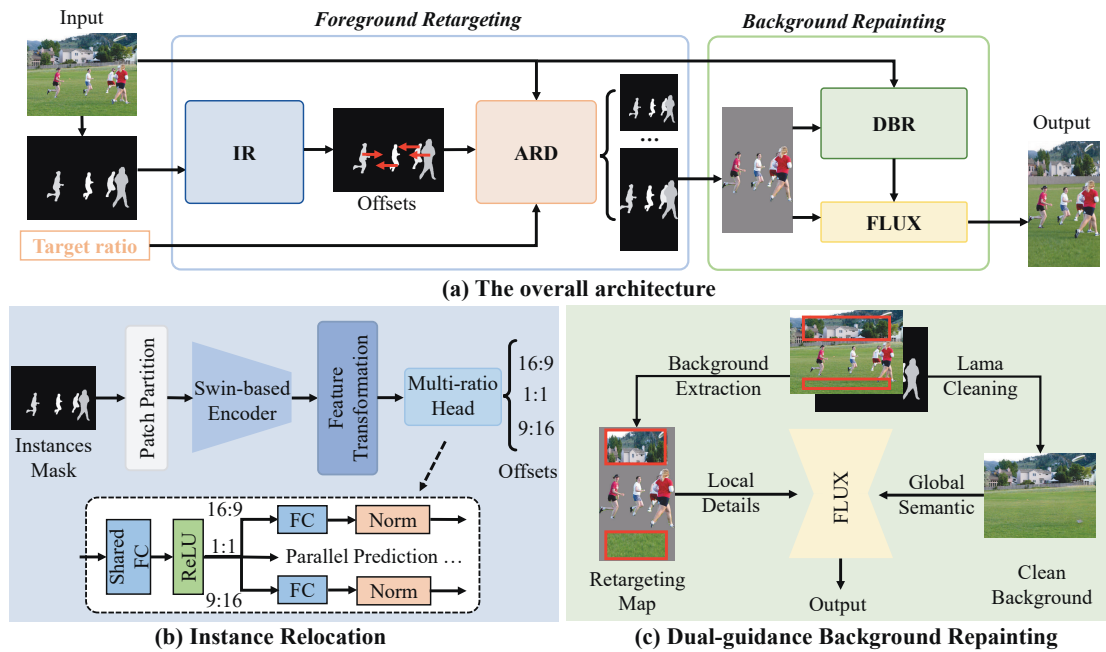 Input
Foreground Retargeting
Background Repainting
IR
Offsets
ARD
...
DBR
FLUX
Output
Target ratio
(a) The overall architecture
Instances
Mask
Patch Partition
Swin-based
Encoder
Feature
Transformation
Multi-ratio
Head
16:9
1:1
9:16
Offsets
Shared
FC
ReLU
16:9
1:1
9:16
FC
Norm
Parallel Prediction ...
FC
Norm
(b) Instance Relocation
Background
Extraction
Lama
Cleaning
Local
Details
FLUX
Global
Semantic
Retargeting
Map
Output
Clean
Background
(c) Dual-guidance Background Repainting